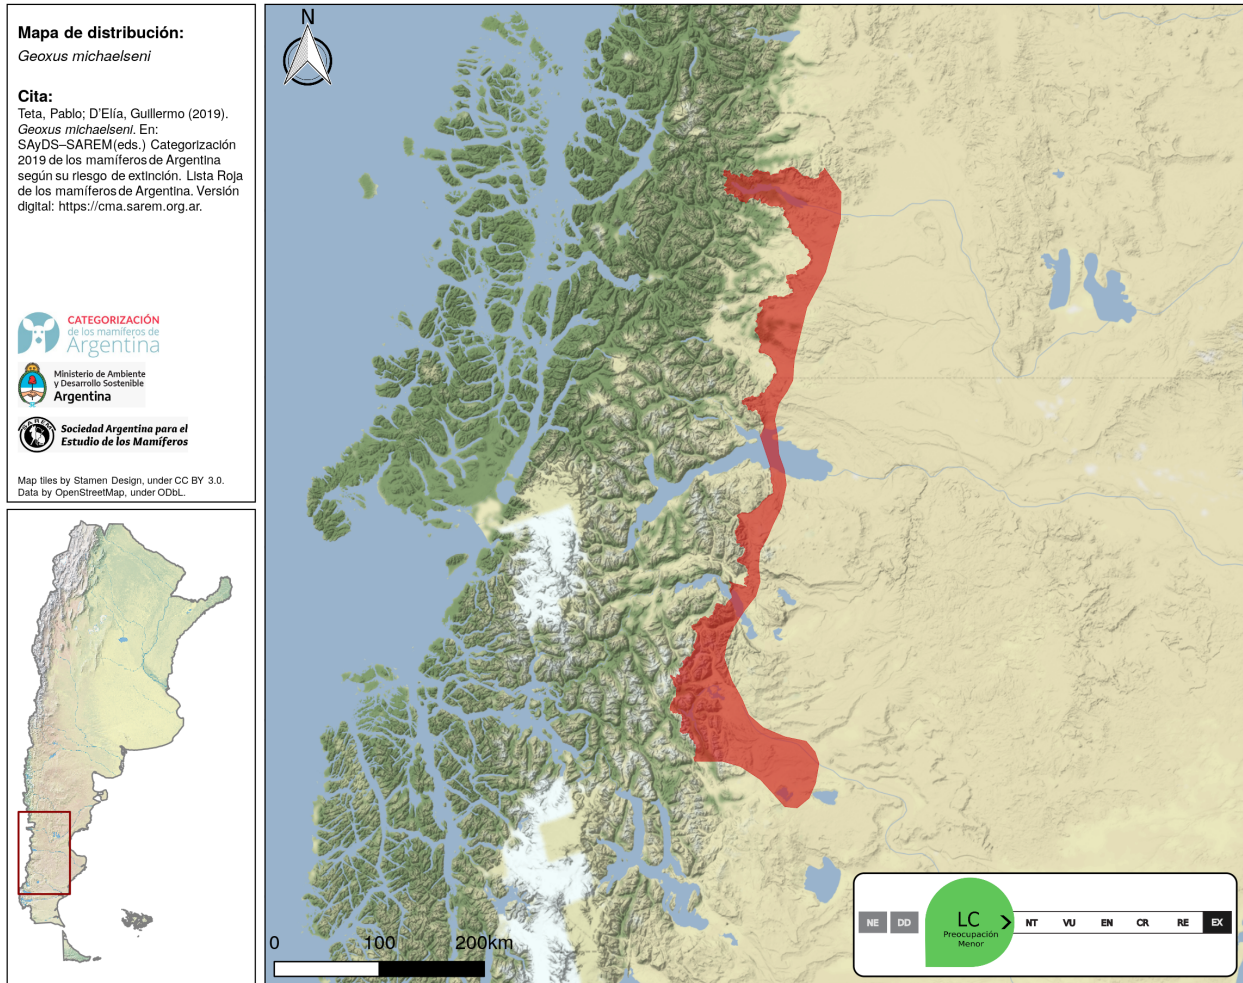 Mapa de distribución:
Geoxus michaelseni
Cita:
Teta, Pablo; D'Elía, Guillermo (2019).
Geoxus michaelseni. En:
SAyDS–SAREM(eds.) Categorización
2019 de los mamíferos de Argentina
según su riesgo de extinción. Lista Roja
de los mamíferos de Argentina. Versión
digital: https://cma.sarem.org.ar.
CATEGORIZACIÓN
de los mamíferos de
Argentina
Ministerio de Ambiente
y Desarrollo Sostenible
Argentina
SAREM
Sociedad Argentina para el
Estudio de los Mamíferos
Map tiles by Stamen Design, under CC BY 3.0.
Data by OpenStreetMap, under ODbL.
N
0 100 200km
NE DD LC NT VU EN CR RE EX
Preocupación
Menor